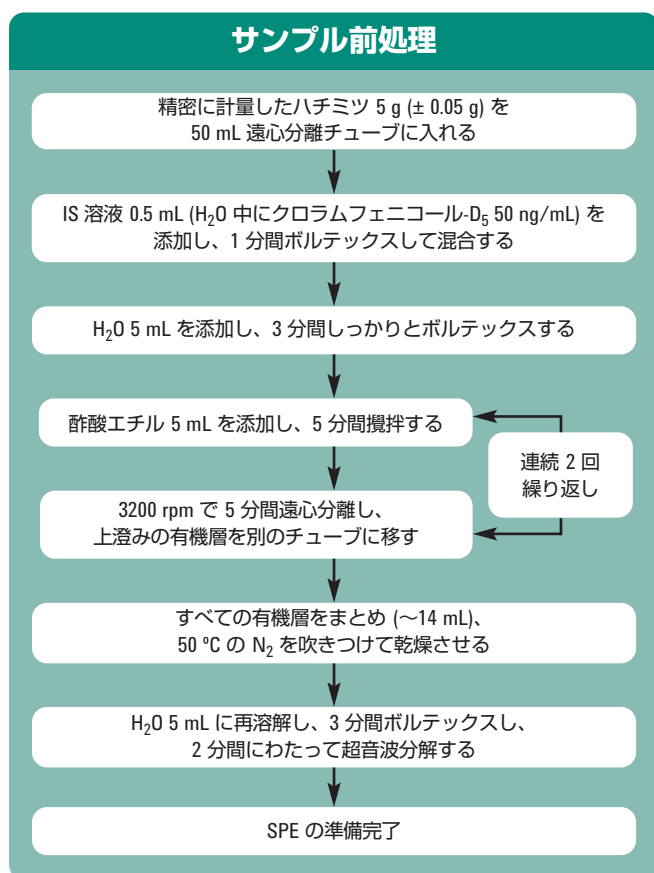 サンプル前処理
精密に計量したハチミツ 5 g (± 0.05 g) を
50 mL 遠心分離チューブに入れる
IS 溶液 0.5 mL (H₂O 中にクロラムフェニコール-D₅ 50 ng/mL) を
添加し、1 分間ボルテックスして混合する
H₂O 5 mL を添加し、3 分間しっかりとボルテックスする
酢酸エチル 5 mL を添加し、5 分間攪拌する
連続 2 回
繰り返し
3200 rpm で 5 分間遠心分離し、
上澄みの有機層を別のチューブに移す
すべての有機層をまとめ (～14 mL)、
50 ºC の N₂ を吹きつけて乾燥させる
H₂O 5 mL に再溶解し、3 分間ボルテックスし、
2 分間にわたって超音波分解する
SPE の準備完了